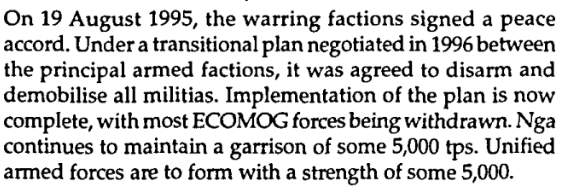 On 19 August 1995, the warring factions signed a peace
accord. Under a transitional plan negotiated in 1996 between
the principal armed factions, it was agreed to disarm and
demobilise all militias. Implementation of the plan is now
complete, with most ECOMOG forces being withdrawn. Nga
continues to maintain a garrison of some 5,000 tps. Unified
armed forces are to form with a strength of some 5,000.